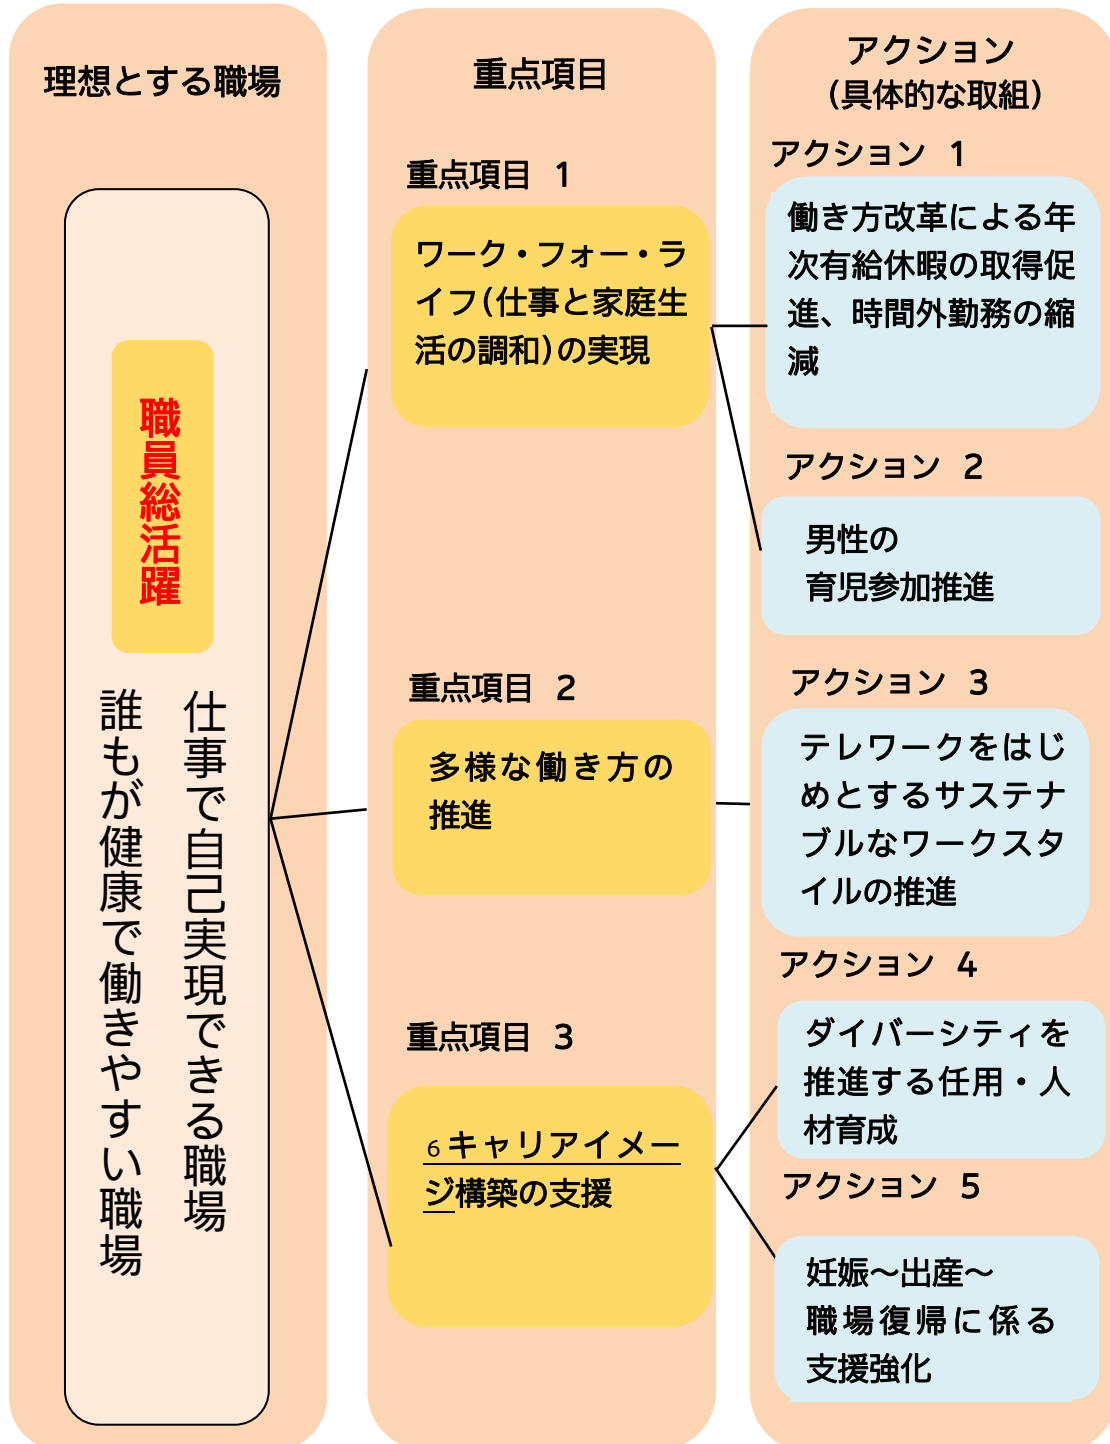 理想とする職場
職員総活躍
仕事で自己実現できる職場
誰もが健康で働きやすい職場
重点項目
重点項目 1
ワーク・フォー・ラ
イフ(仕事と家庭生
活の調和)の実現
重点項目 2
多様な働き方の
推進
重点項目 3
6キャリアイメー
ジ構築の支援
アクション
(具体的な取組)
アクション 1
働き方改革による年
次有給休暇の取得促
進、時間外勤務の縮
減
アクション 2
男性の
育児参加推進
アクション 3
テレワークをはじ
めとするサステナ
ブルなワークスタ
イルの推進
アクション 4
ダイバーシティを
推進する任用・人
材育成
アクション 5
妊娠～出産～
職場復帰に係る
支援強化